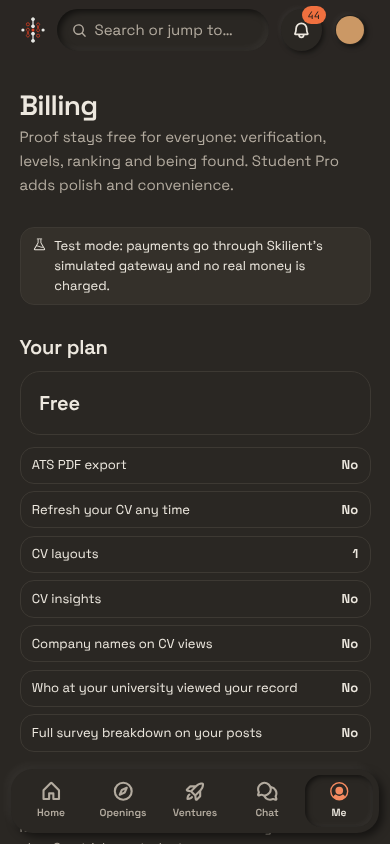 Search or jump to...
44
Billing
Proof stays free for everyone: verification,
levels, ranking and being found. Student Pro
adds polish and convenience.
Test mode: payments go through Skilient's
simulated gateway and no real money is
charged.
Your plan
Free
ATS PDF export No
Refresh your CV any time No
CV layouts 1
CV insights No
Company names on CV views No
Who at your university viewed your record No
Full survey breakdown on your posts No
Home Openings Ventures Chat Me